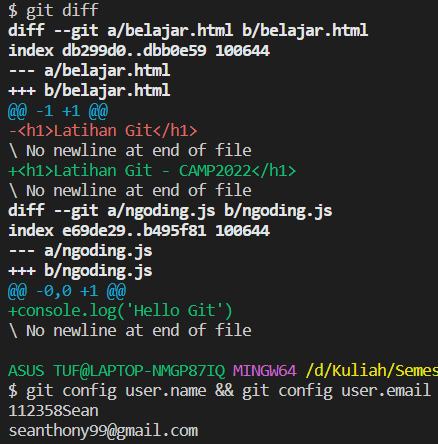 $ git diff
diff --git a/belajar.html b/belajar.html
index db299d0..dbb0e59 100644
--- a/belajar.html
+++ b/belajar.html
@@ -1 +1 @@
-<h1>Latihan Git</h1>
\ No newline at end of file
+<h1>Latihan Git - CAMP2022</h1>
\ No newline at end of file
diff --git a/ngoding.js b/ngoding.js
index e69de29..b495f81 100644
--- a/ngoding.js
+++ b/ngoding.js
@@ -0,0 +1 @@
+console.log('Hello Git')
\ No newline at end of file
ASUS TUF@LAPTOP-NMGP87IQ MINGW64 /d/Kuliah/Semes
$ git config user.name && git config user.email
112358Sean
seanthony99@gmail.com